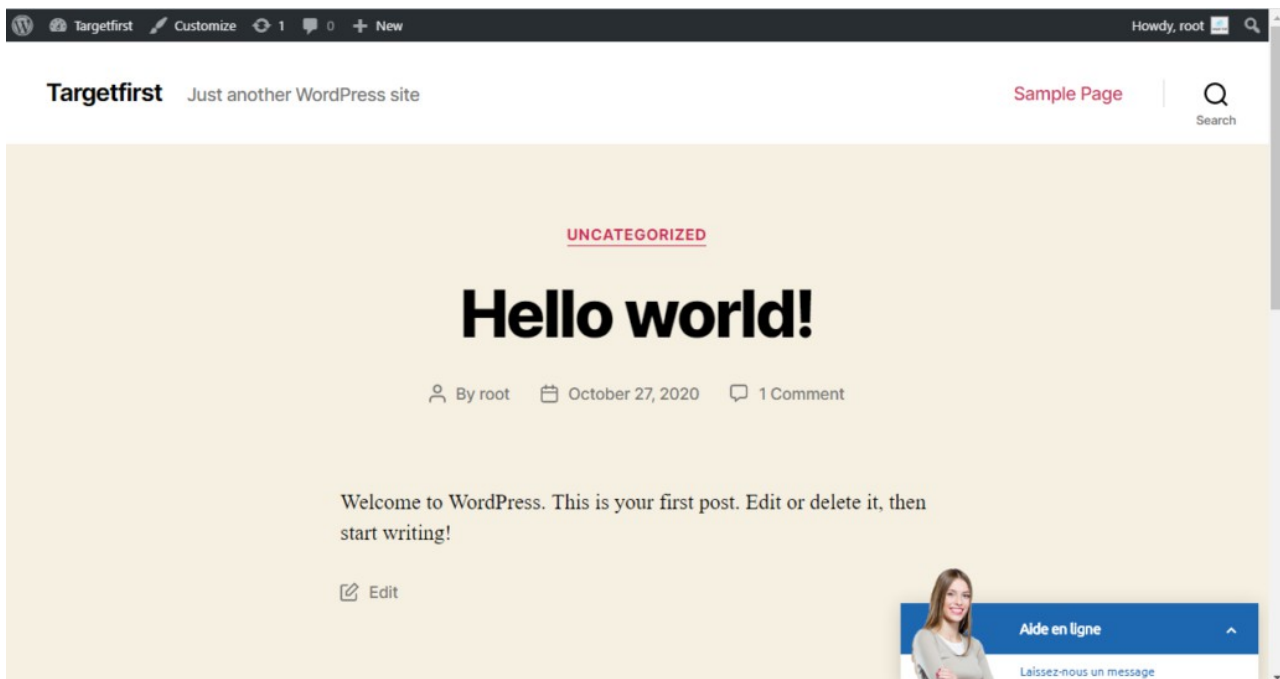 Targetfirst Customize 1 0 New Howdy, root
Targetfirst Just another WordPress site Sample Page
Search
UNCATEGORIZED
Hello world!
By root October 27, 2020 1 Comment
Welcome to WordPress. This is your first post. Edit or delete it, then
start writing!
Edit
Aide en ligne
Laissez-nous un message